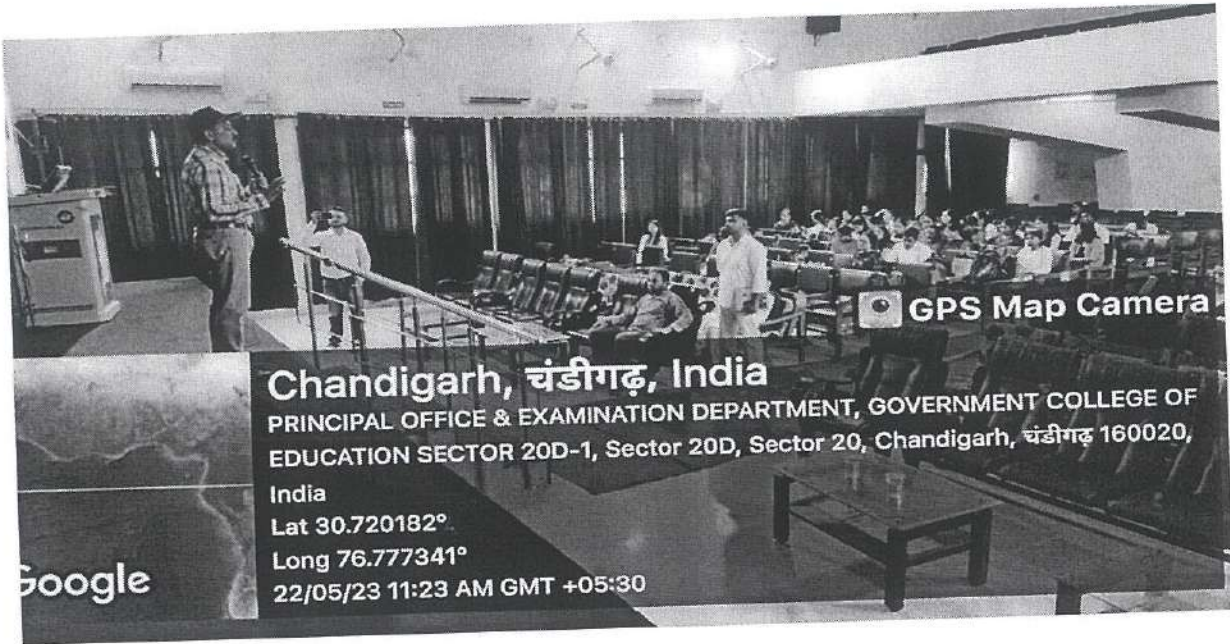 GPS Map Camera
Chandigarh, चंडीगढ़, India
PRINCIPAL OFFICE & EXAMINATION DEPARTMENT, GOVERNMENT COLLEGE OF
EDUCATION SECTOR 20D-1, Sector 20D, Sector 20, Chandigarh, चंडीगढ़ 160020,
India
Lat 30.720182°
Long 76.777341°
22/05/23 11:23 AM GMT +05:30
Google